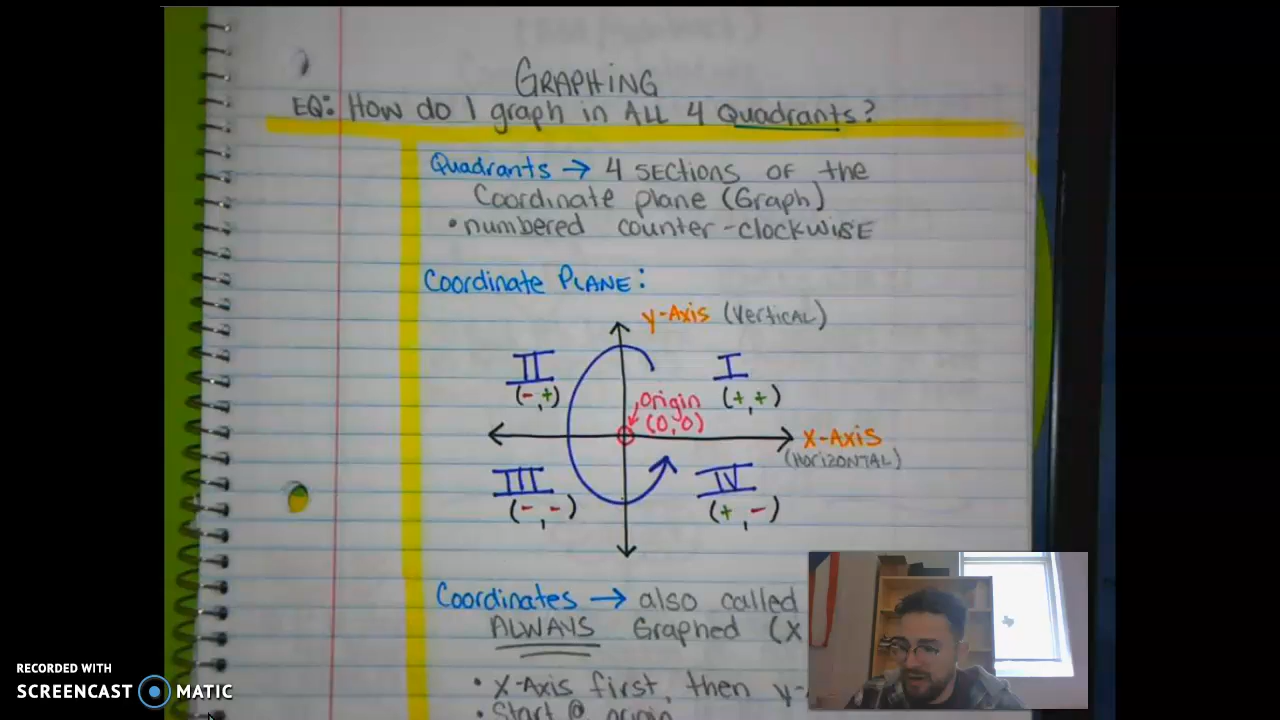 GRAPHING
EQ: How do I graph in ALL 4 Quadrants?
Quadrants → 4 SECTIONS OF the
Coordinate plane (Graph)
• numbered counter-clockwise
Coordinate PLANE:
y-Axis (VERTICAL)
II
(-,+)
I
(+,+)
origin
(0,0)
X-Axis
(HORIZONTAL)
III
(-,-)
IV
(+,-)
Coordinates → also called
ALWAYS Graphed (X
• X-Axis first, then y-
• Start @ origin
RECORDED WITH
SCREENCAST MATIC